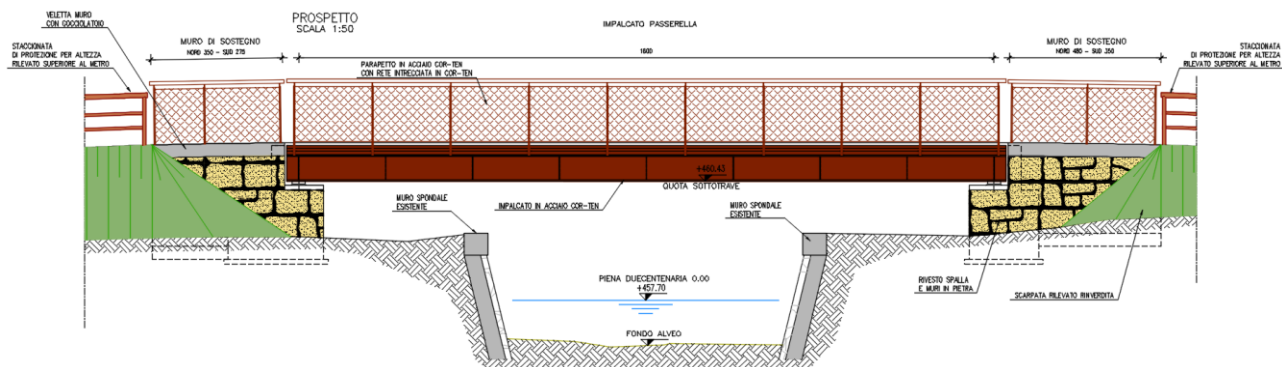 VELETTA MURO
CON GOCCIOLATOIO
PROSPETTO
SCALA 1:50
IMPALCATO PASSERELLA
STACCIONATA
DI PROTEZIONE PER ALTEZZA
RILEVATO SUPERIORE AL METRO
MURO DI SOSTEGNO
NORD 350 - SUD 275
1800
MURO DI SOSTEGNO
NORD 480 - SUD 350
STACCIONATA
DI PROTEZIONE PER ALTEZZA
RILEVATO SUPERIORE AL METRO
PARAPETTO IN ACCIAIO COR-TEN
CON RETE INTRECCIATA IN COR-TEN
+460.43
QUOTA SOTTOTRAVE
MURO SPONDALE
ESISTENTE
IMPALCATO IN ACCIAIO COR-TEN
MURO SPONDALE
ESISTENTE
PIENA DUECENTENARIA 0.00
+457.70
RIVESTO SPALLA
E MURI IN PIETRA
SCARPATA RILEVATO RINVERDITA
FONDO ALVEO